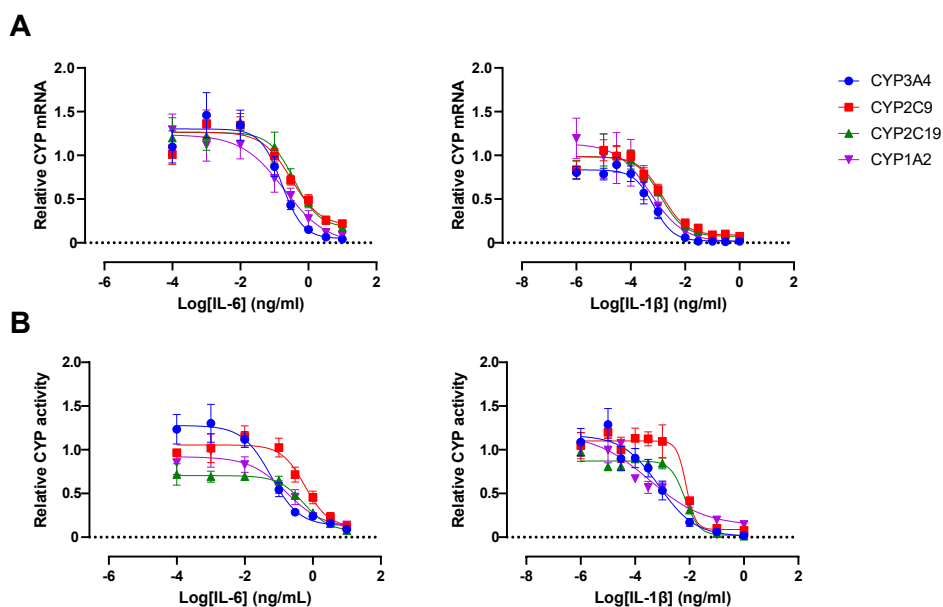 A
Relative CYP mRNA
2.0
1.5
1.0
0.5
0
-6 -4 -2 0 2
Log[IL-6] (ng/ml)
Relative CYP mRNA
2.0
1.5
1.0
0.5
0
-8 -6 -4 -2 0 2
Log[IL-1β] (ng/ml)
CYP3A4
CYP2C9
CYP2C19
CYP1A2
B
Relative CYP activity
2.0
1.5
1.0
0.5
0.0
-6 -4 -2 0 2
Log[IL-6] (ng/mL)
Relative CYP activity
2.0
1.5
1.0
0.5
0.0
-8 -6 -4 -2 0 2
Log[IL-1β] (ng/ml)